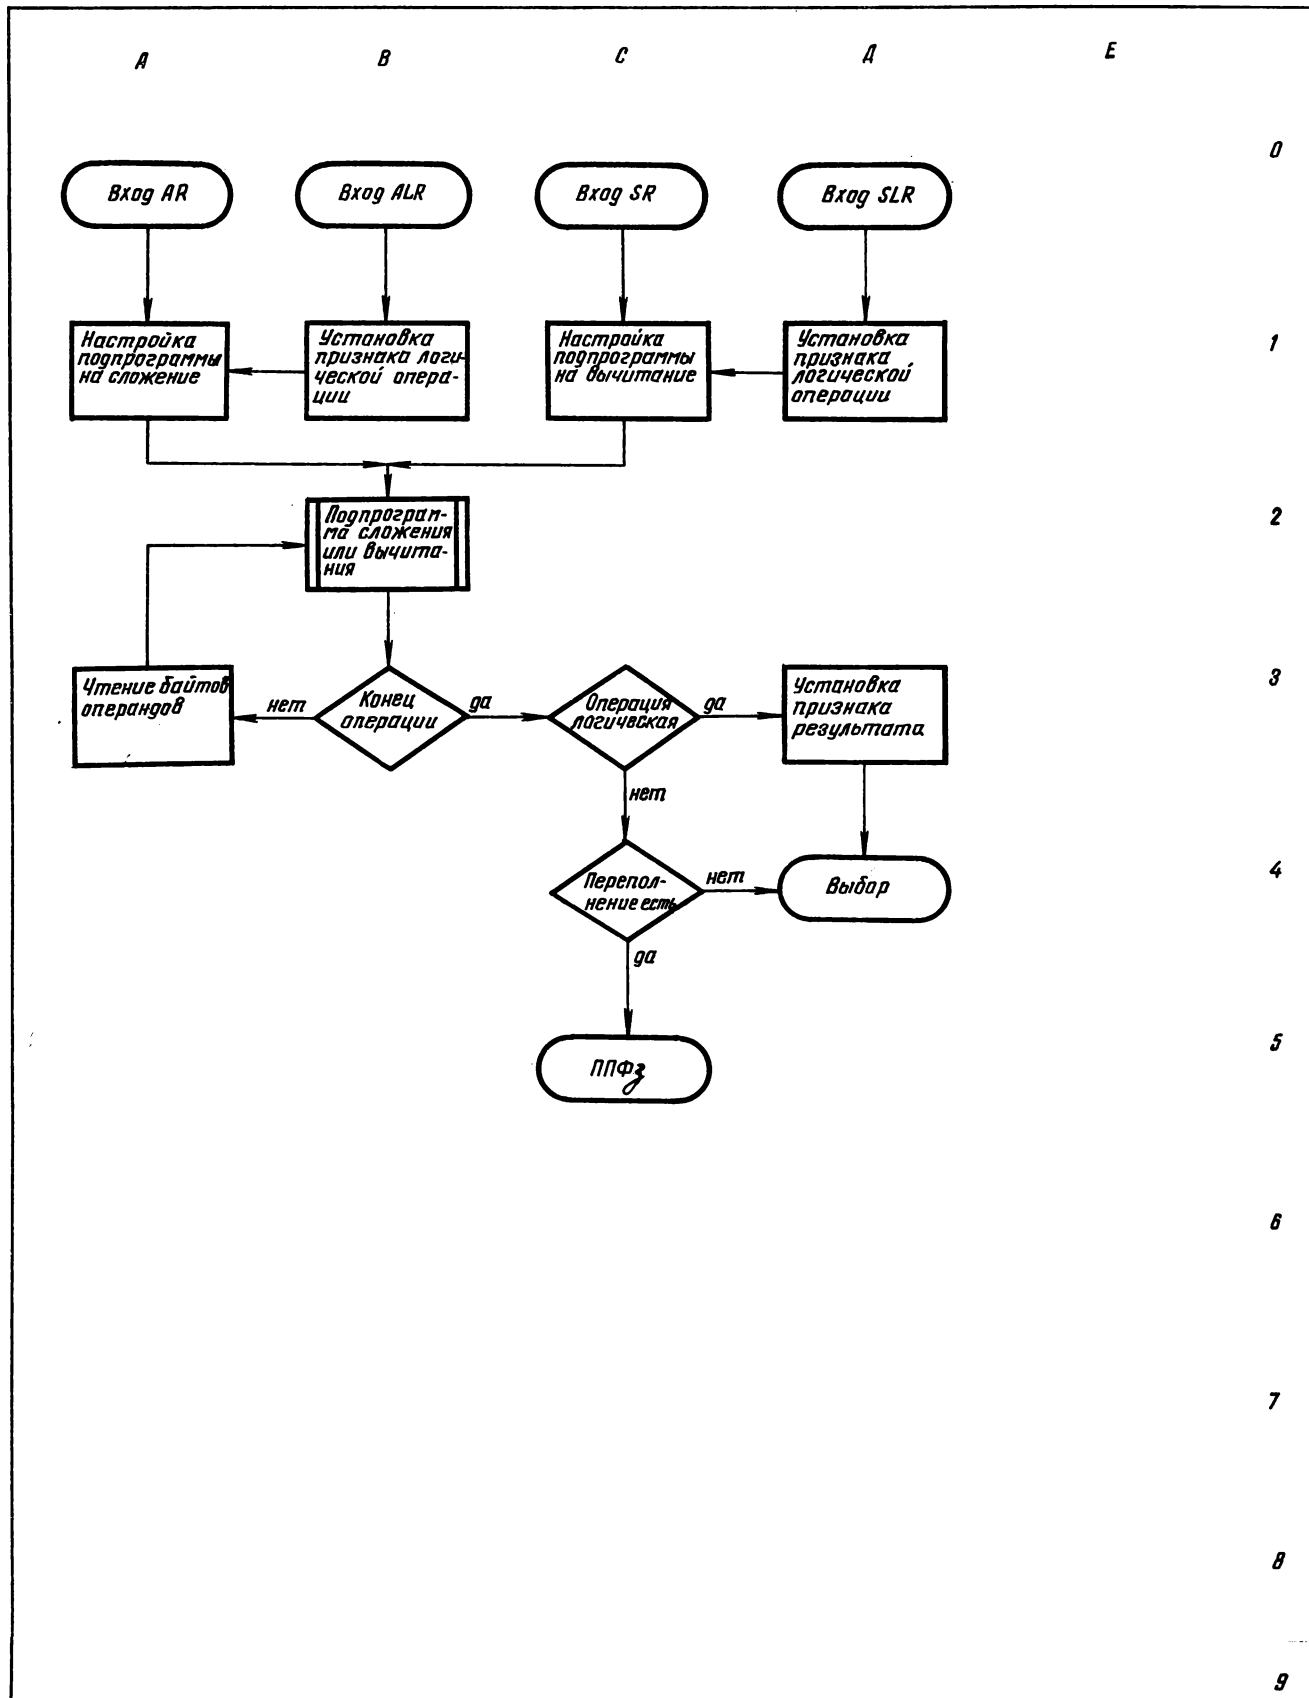 A B C Д E
0
Вход AR
Вход ALR
Вход SR
Вход SLR
1
Настройка
подпрограммы
на сложение
Установка
признака логи-
ческой опера-
ции
Настройка
подпрограммы
на вычитание
Установка
признака
логической
операции
2
Подпрограм-
ма сложения
или вычита-
ния
3
Чтение байтов
операндов
нет
Конец
операции
да
Операция
логическая
да
Установка
признака
результата
нет
4
Перепол-
нение есть
нет
Выбор
да
5
ППФз
6
7
8
9